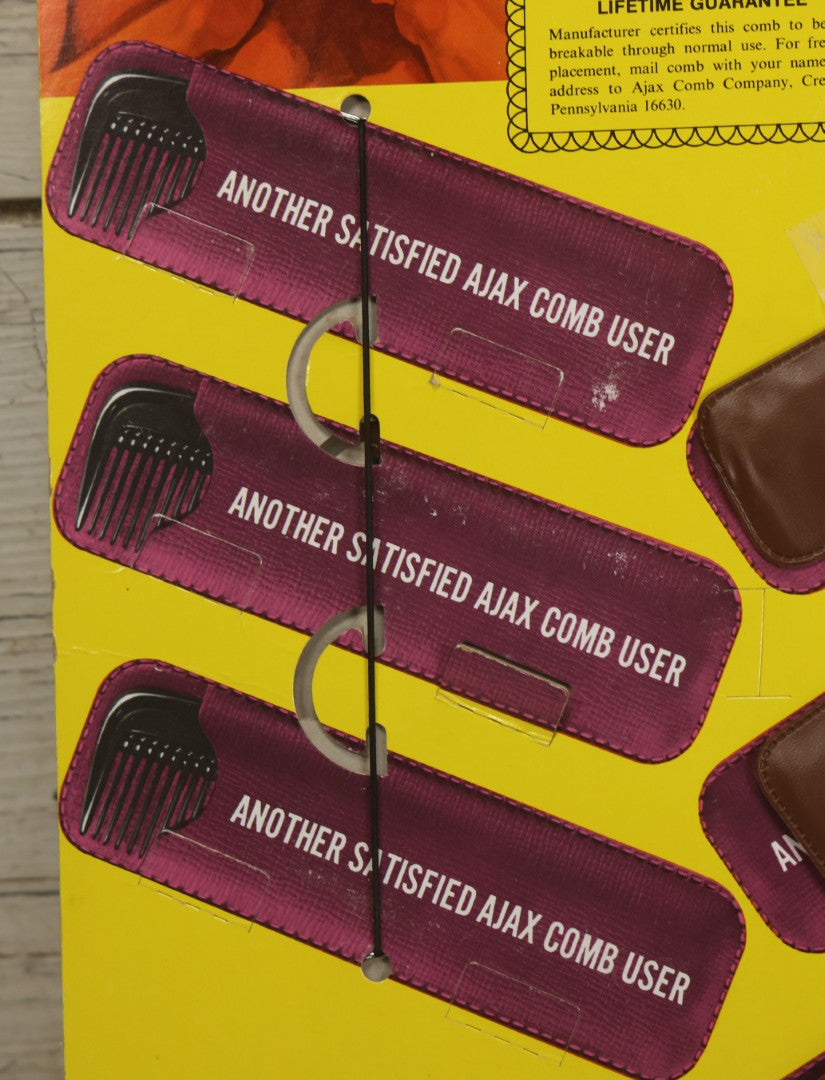 LIFETIME GUARANTEE
Manufacturer certifies this comb to be
breakable through normal use. For
placement, mail comb with your name
address to Ajax Comb Company,
Pennsylvania 16630.
ANOTHER SATISFIED AJAX COMB USER
ANOTHER SATISFIED AJAX COMB USER
ANOTHER SATISFIED AJAX COMB USER